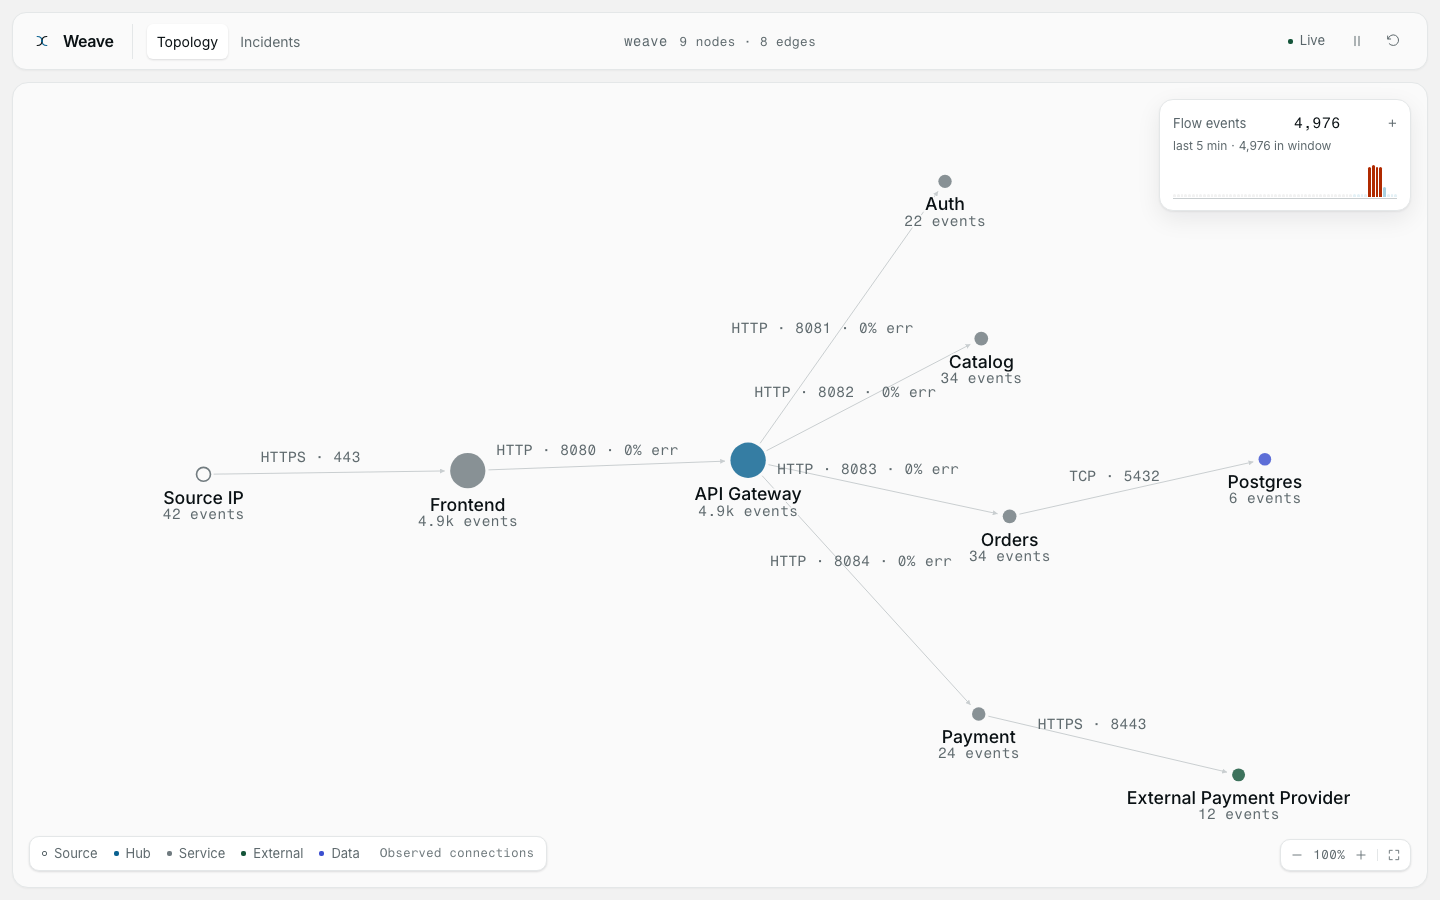 Weave
Topology
Incidents
weave 9 nodes · 8 edges
Live
Flow events 4,976 +
last 5 min · 4,976 in window
Auth
22 events
HTTP · 8081 · 0% err
Catalog
34 events
HTTP · 8082 · 0% err
HTTPS · 443
HTTP · 8080 · 0% err
HTTP · 8083 · 0% err
TCP · 5432
Source IP
42 events
Frontend
4.9k events
API Gateway
4.9k events
Postgres
6 events
Orders
34 events
HTTP · 8084 · 0% err
Payment
24 events
HTTPS · 8443
External Payment Provider
12 events
Source Hub Service External Data Observed connections
− 100% +